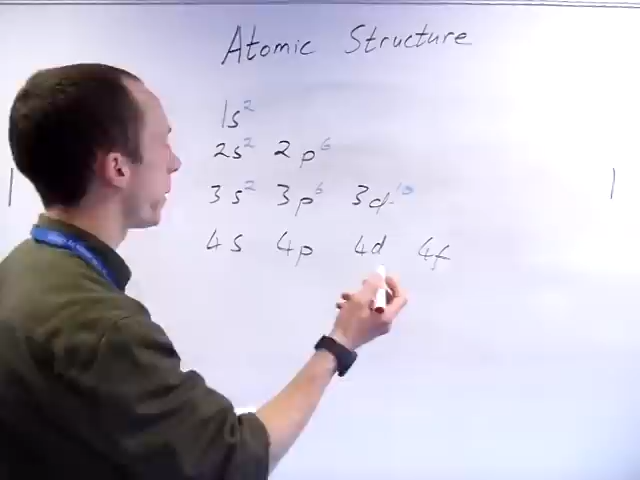 Atomic Structure
1s²
2s² 2p⁶
3s² 3p⁶ 3d¹⁰
4s 4p 4d 4f